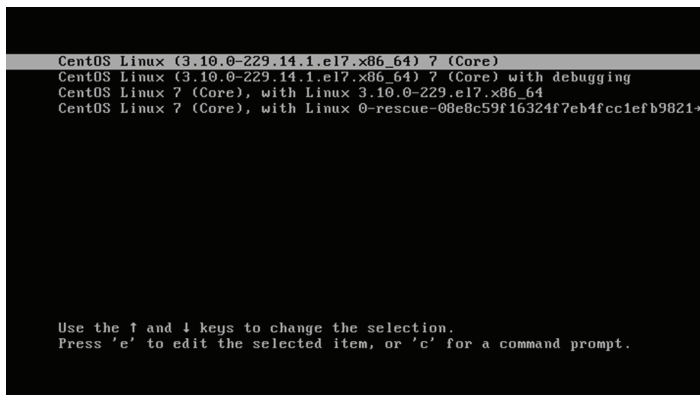 CentOS Linux (3.10.0-229.14.1.el7.x86_64) 7 (Core)
CentOS Linux (3.10.0-229.14.1.el7.x86_64) 7 (Core) with debugging
CentOS Linux 7 (Core), with Linux 3.10.0-229.el7.x86_64
CentOS Linux 7 (Core), with Linux 0-rescue-08e8c59f16324f7eb4fcc1efb9821→
Use the ↑ and ↓ keys to change the selection.
Press 'e' to edit the selected item, or 'c' for a command prompt.